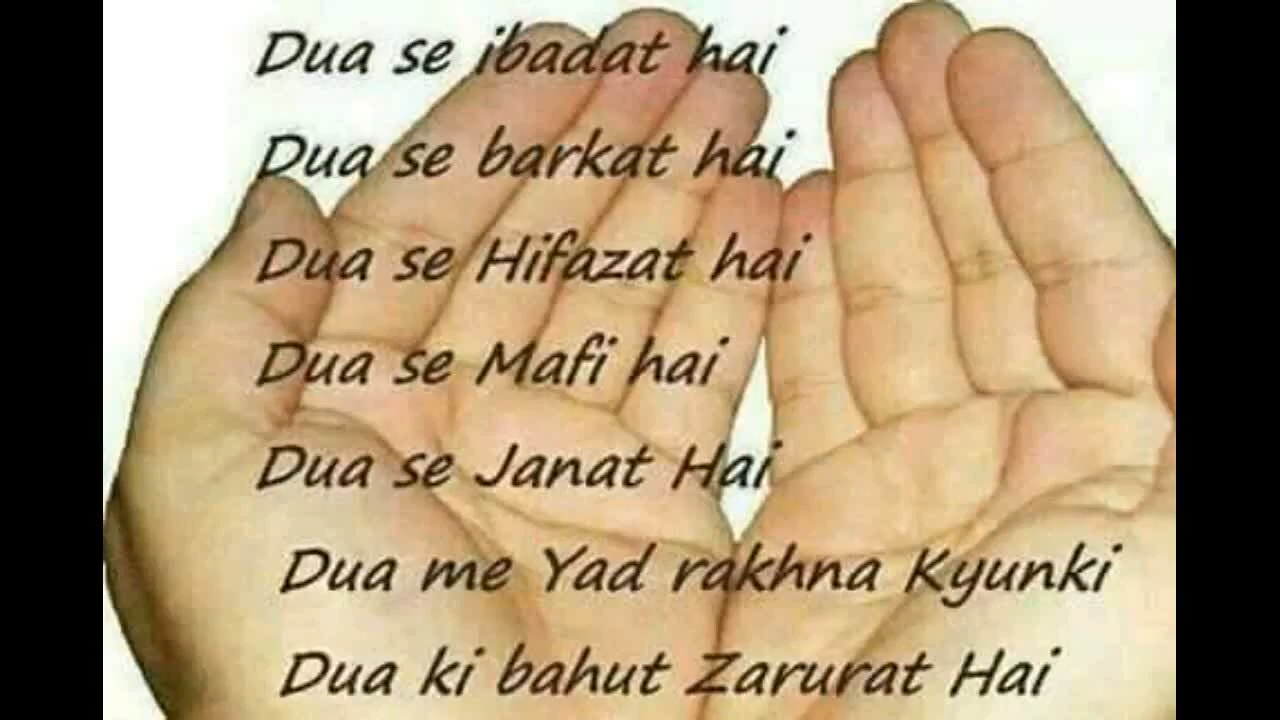 Dua se ibadat hai
Dua se barkat hai
Dua se Hifazat hai
Dua se Mafi hai
Dua se Janat Hai
Dua me Yad rakhna Kyunki
Dua ki bahut Zarurat Hai